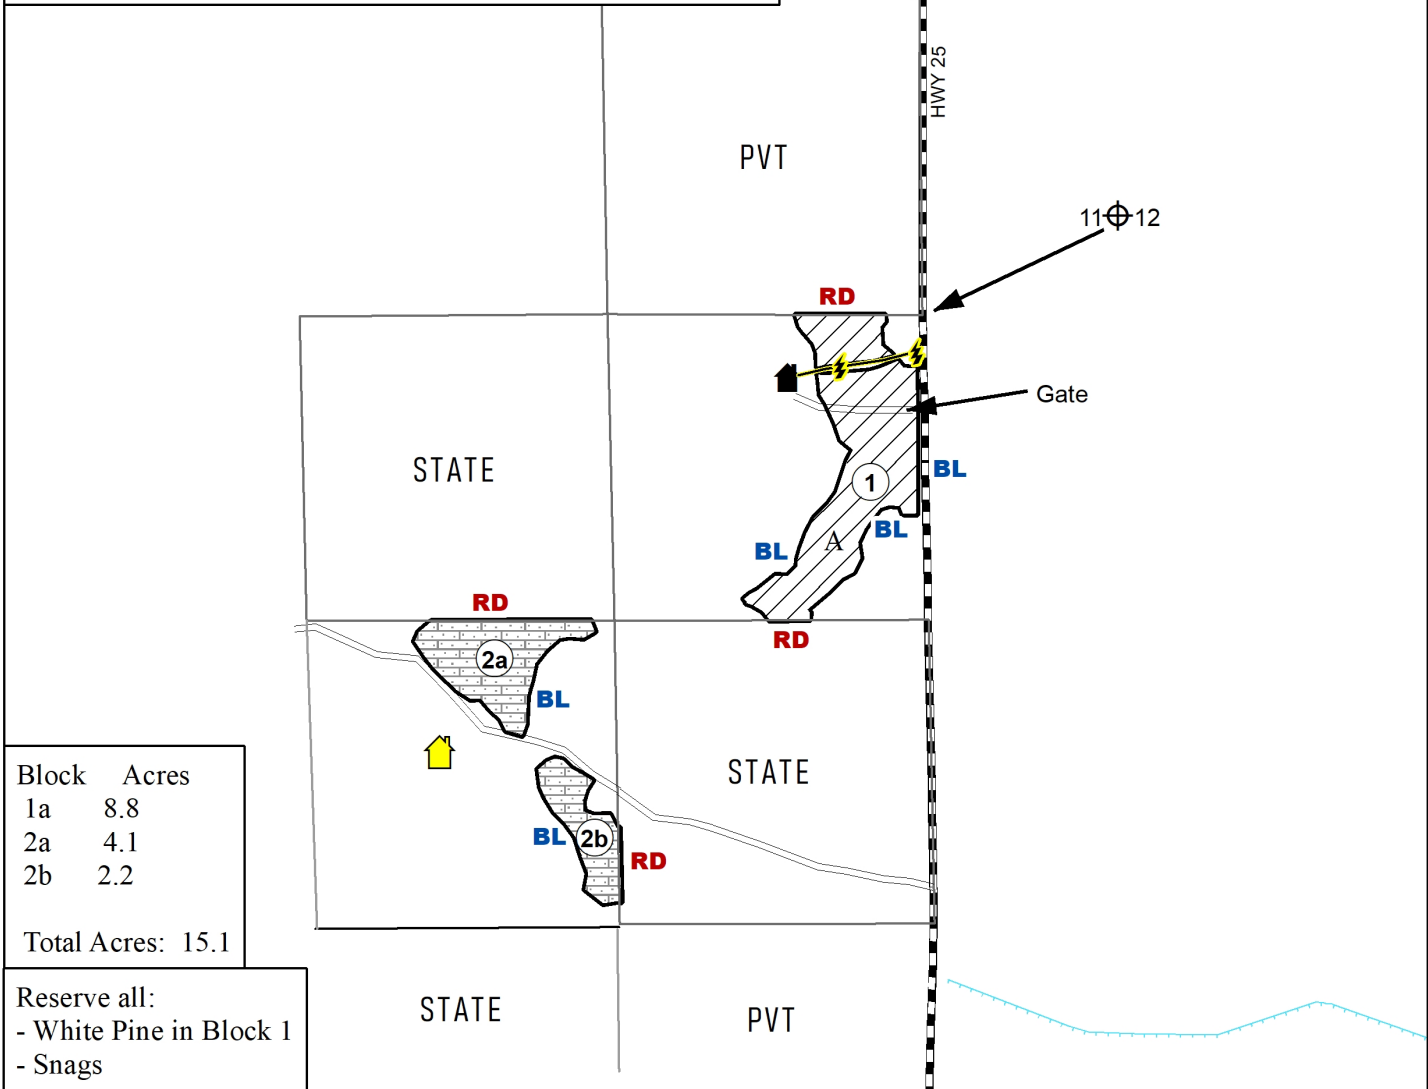 HWY 25
PVT
11 12
RD
Gate
STATE
BL
1
BL
A
BL
RD
RD
2a
BL
STATE
BL
2b
RD
Block Acres
1a 8.8
2a 4.1
2b 2.2
Total Acres: 15.1
Reserve all:
- White Pine in Block 1
- Snags
STATE
PVT